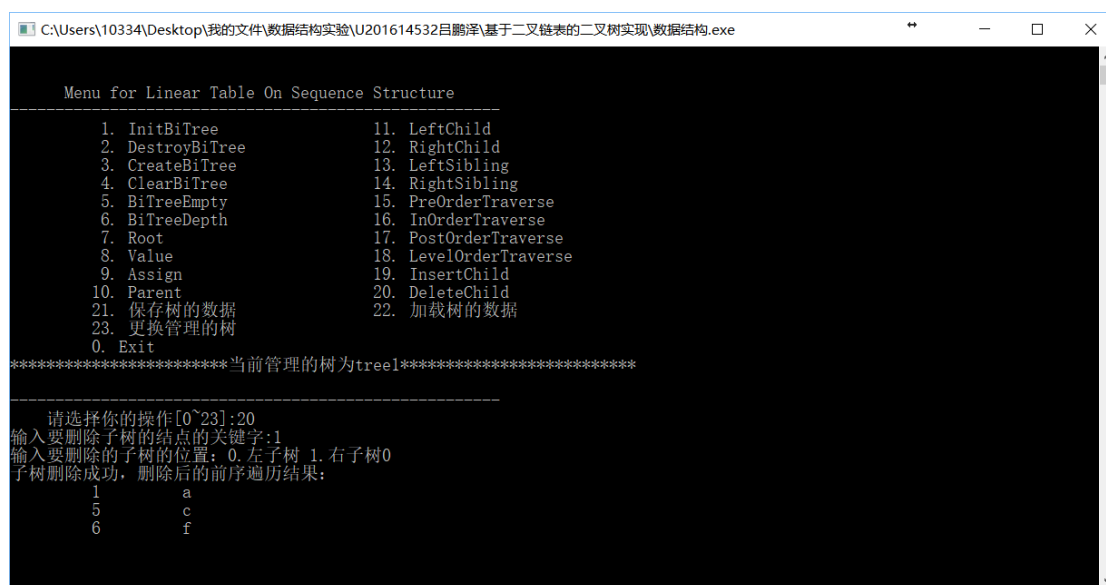 C:\Users\10334\Desktop\我的文件\数据结构实验\U201614532吕鹏泽\基于二叉链表的二叉树实现\数据结构.exe
Menu for Linear Table On Sequence Structure
------------------------------------------------------
1. InitBiTree 11. LeftChild
2. DestroyBiTree 12. RightChild
3. CreateBiTree 13. LeftSibling
4. ClearBiTree 14. RightSibling
5. BiTreeEmpty 15. PreOrderTraverse
6. BiTreeDepth 16. InOrderTraverse
7. Root 17. PostOrderTraverse
8. Value 18. LevelOrderTraverse
9. Assign 19. InsertChild
10. Parent 20. DeleteChild
21. 保存树的数据 22. 加载树的数据
23. 更换管理的树
0. Exit
************************当前管理的树为tree1**************************
------------------------------------------------------
请选择你的操作[0~23]:20
输入要删除子树的结点的关键字:1
输入要删除的子树的位置：0.左子树 1.右子树0
子树删除成功，删除后的前序遍历结果：
1 a
5 c
6 f